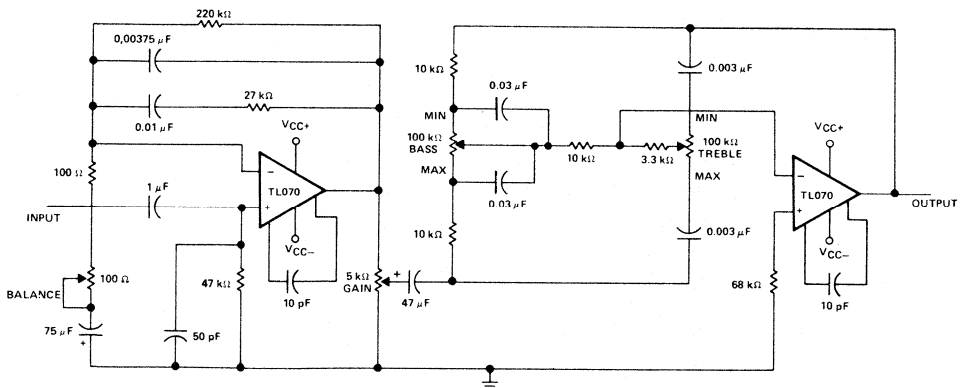 220 kΩ
0,00375 μF
27 kΩ
0.01 μF
VCC+
100 Ω
1 μF
−
TL070
+
INPUT
VCC−
100 Ω
BALANCE
47 kΩ
10 pF
5 kΩ
GAIN
+
47 μF
75 μF
+
50 pF
10 kΩ
0.03 μF
MIN
100 kΩ
BASS
MAX
0.03 μF
10 kΩ
10 kΩ
3.3 kΩ
0.003 μF
MIN
100 kΩ
TREBLE
MAX
0.003 μF
VCC+
−
TL070
+
OUTPUT
VCC−
68 kΩ
10 pF